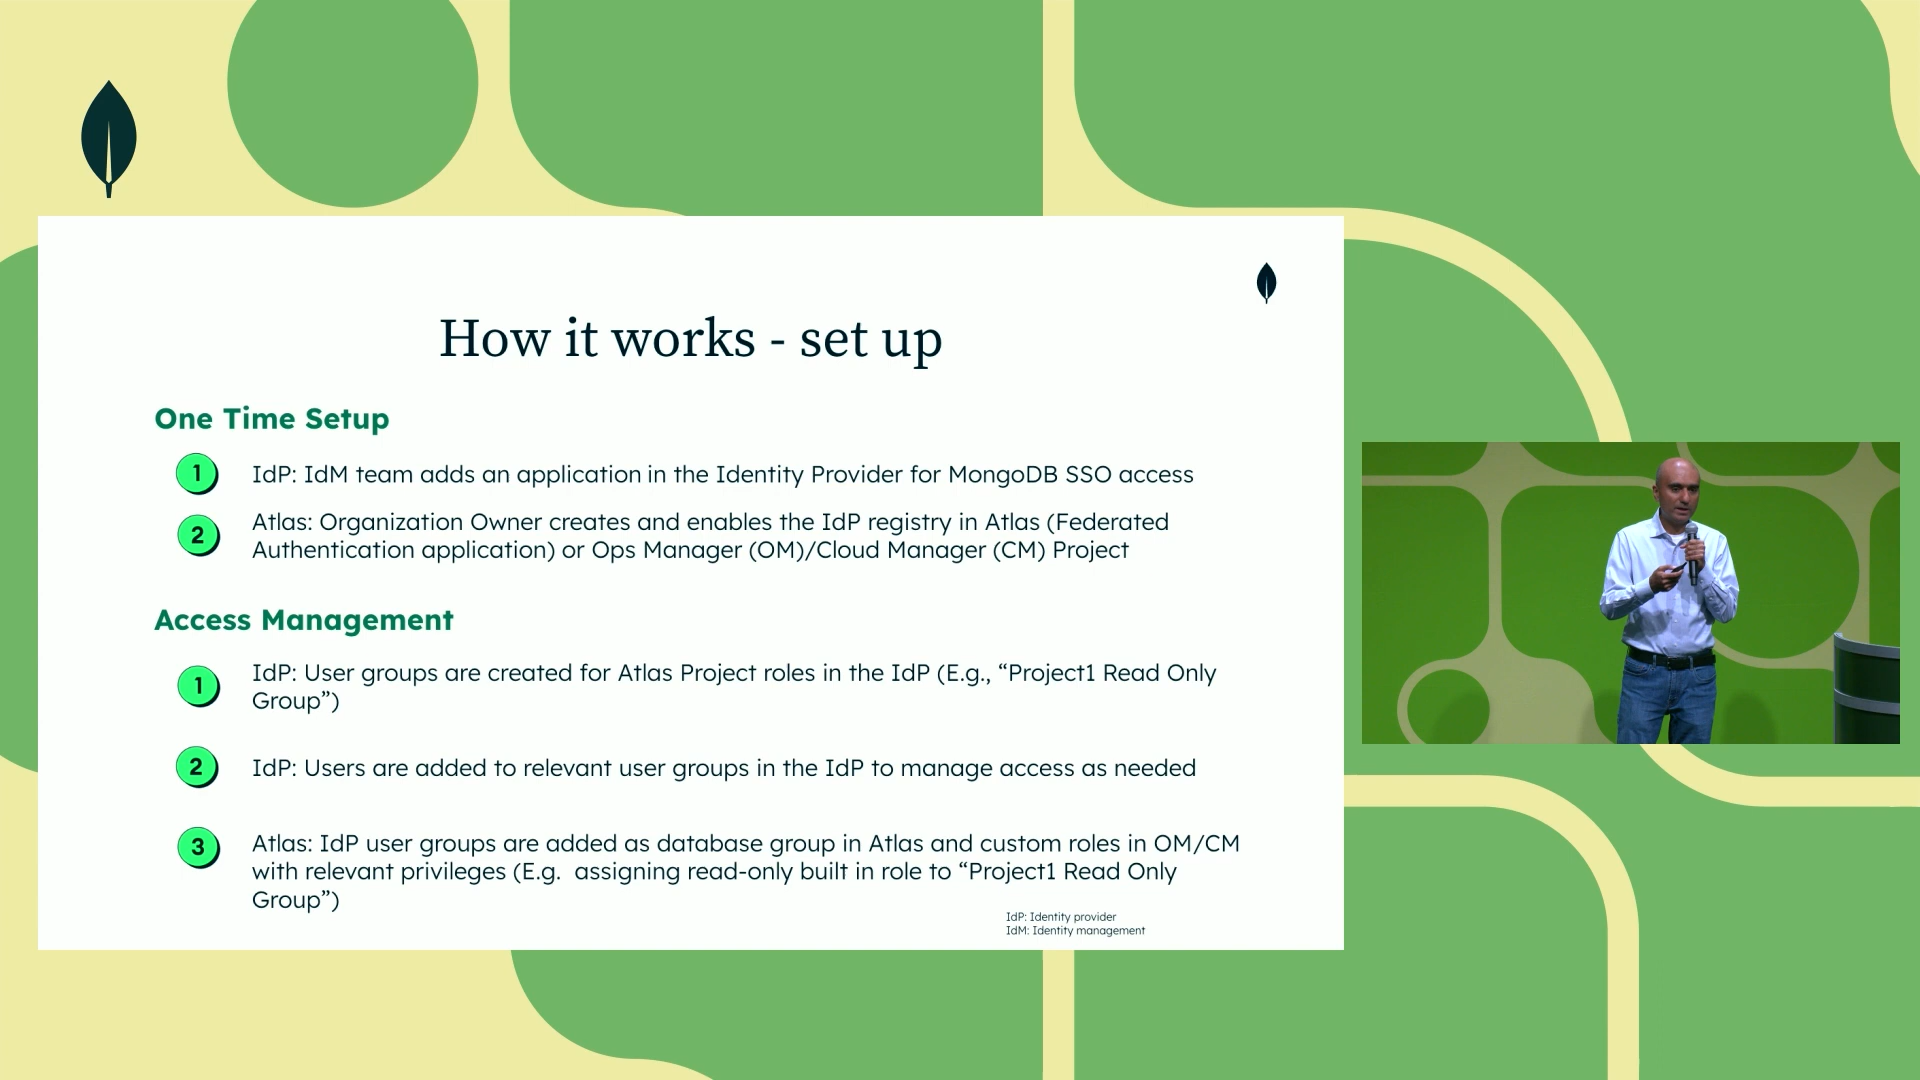 How it works - set up
One Time Setup
1
IdP: IdM team adds an application in the Identity Provider for MongoDB SSO access
2
Atlas: Organization Owner creates and enables the IdP registry in Atlas (Federated
Authentication application) or Ops Manager (OM)/Cloud Manager (CM) Project
Access Management
1
IdP: User groups are created for Atlas Project roles in the IdP (E.g., “Project1 Read Only
Group”)
2
IdP: Users are added to relevant user groups in the IdP to manage access as needed
3
Atlas: IdP user groups are added as database group in Atlas and custom roles in OM/CM
with relevant privileges (E.g.  assigning read-only built in role to “Project1 Read Only
Group”)
IdP: Identity provider
IdM: Identity management